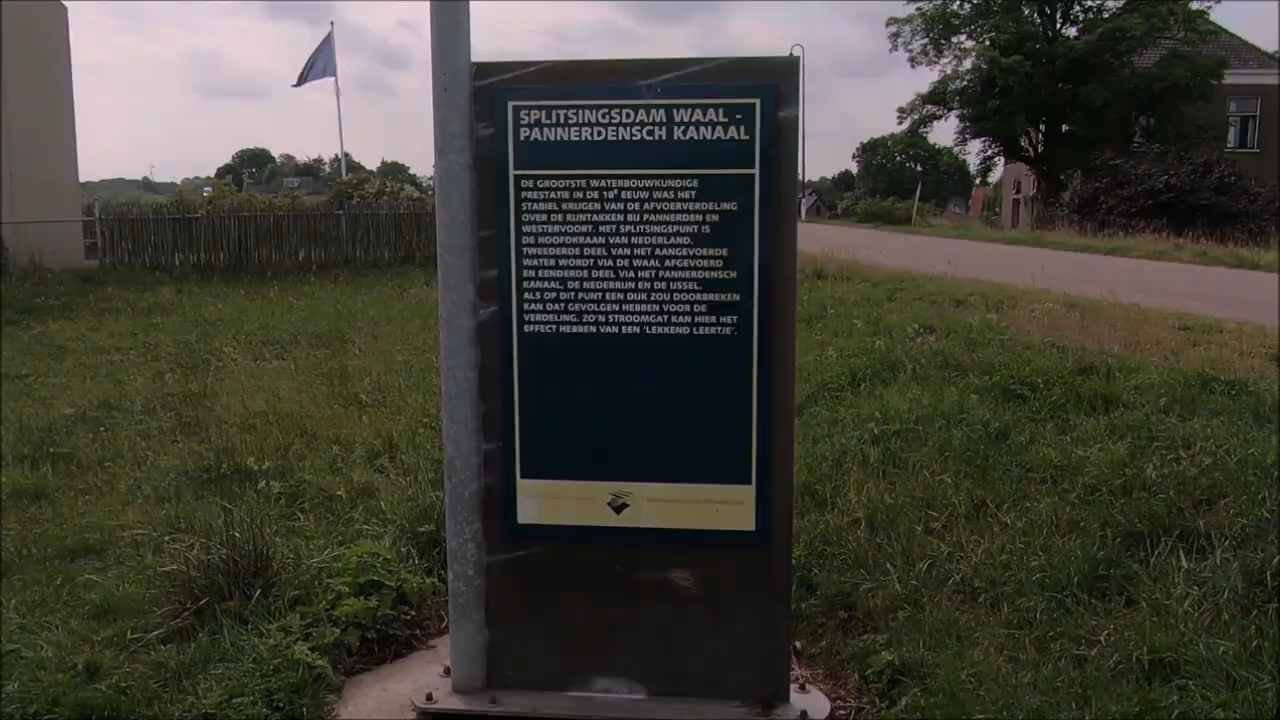 SPLITSINGSDAM WAAL -
PANNERDENSCH KANAAL
DE GROOTSTE WATERBOUWKUNDIGE
PRESTATIE IN DE 18E EEUW WAS HET
STABIEL KRIJGEN VAN DE AFVOERVERDELING
OVER DE RIJNTAKKEN BIJ PANNERDEN EN
WESTERVOORT. HET SPLITSINGSPUNT IS
DE HOOFDKRAAN VAN NEDERLAND.
TWEEDERDE DEEL VAN HET AANGEVOERDE
WATER WORDT VIA DE WAAL AFGEVOERD
EN EENDERDE DEEL VIA HET PANNERDENSCH
KANAAL, DE NEDERRIJN EN DE IJSSEL.
ALS OP DIT PUNT EEN DIJK ZOU DOORBREKEN
KAN DAT GEVOLGEN HEBBEN VOOR DE
VERDELING. ZO'N STROOMGAT KAN HIER HET
EFFECT HEBBEN VAN EEN 'LEKKEND LEERTJE'.